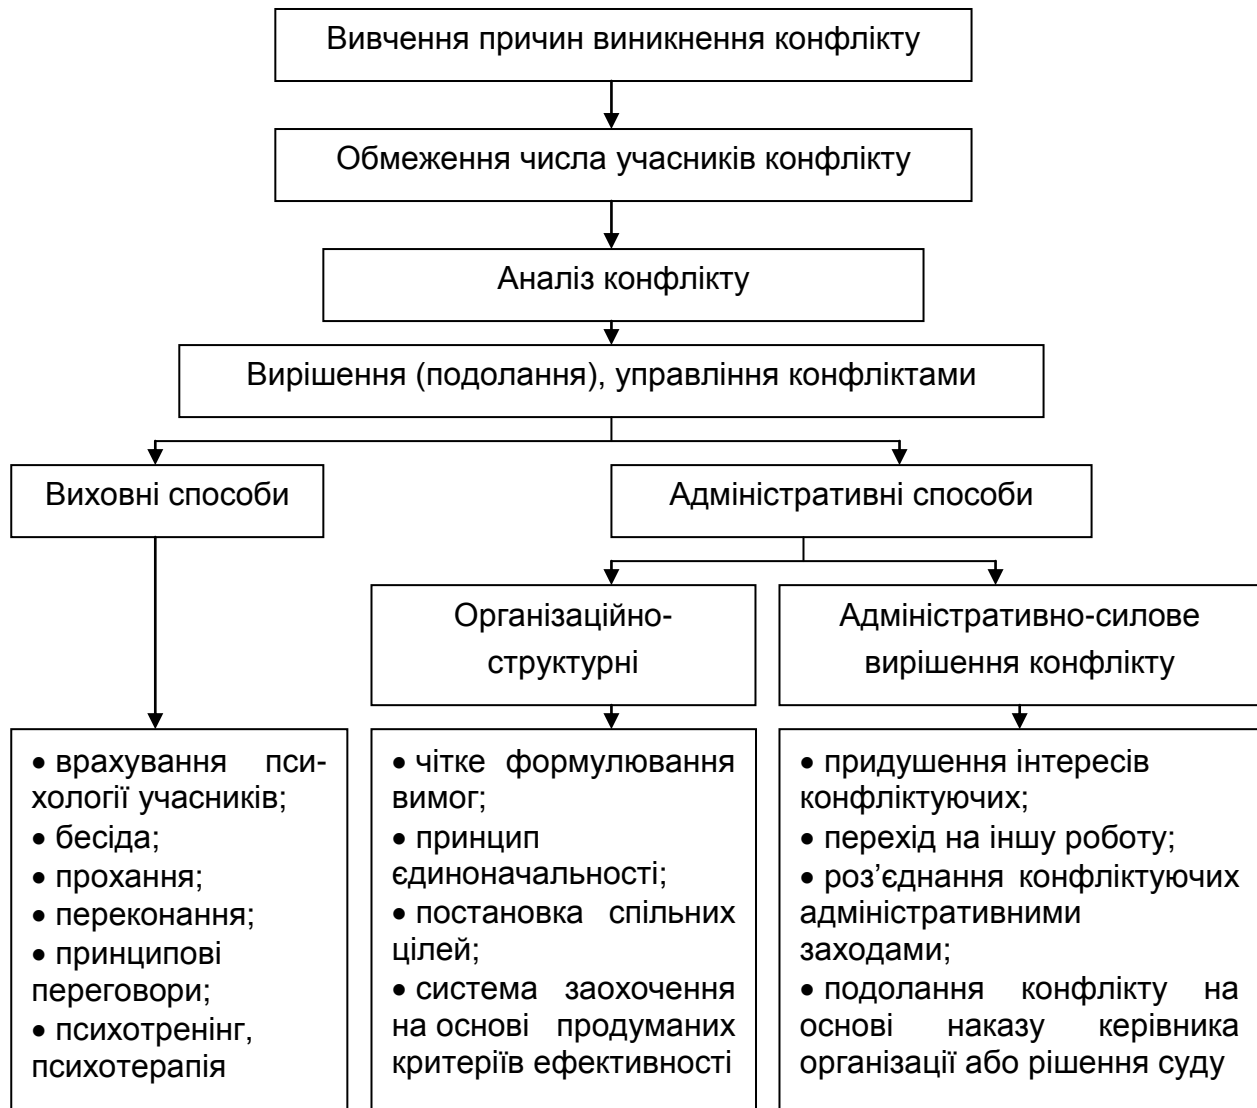 Вивчення причин виникнення конфлікту
Обмеження числа учасників конфлікту
Аналіз конфлікту
Вирішення (подолання), управління конфліктами
Виховні способи
Адміністративні способи
Організаційно-
структурні
Адміністративно-силове
вирішення конфлікту
• врахування пси-
хології учасників;
• бесіда;
• прохання;
• переконання;
• принципові
переговори;
• психотренінг,
психотерапія
• чітке формулювання
вимог;
• принцип
єдиноначальності;
• постановка спільних
цілей;
• система заохочення
на основі продуманих
критеріїв ефективності
• придушення інтересів
конфліктуючих;
• перехід на іншу роботу;
• роз’єднання конфліктуючих
адміністративними
заходами;
• подолання конфлікту на
основі наказу керівника
організації або рішення суду